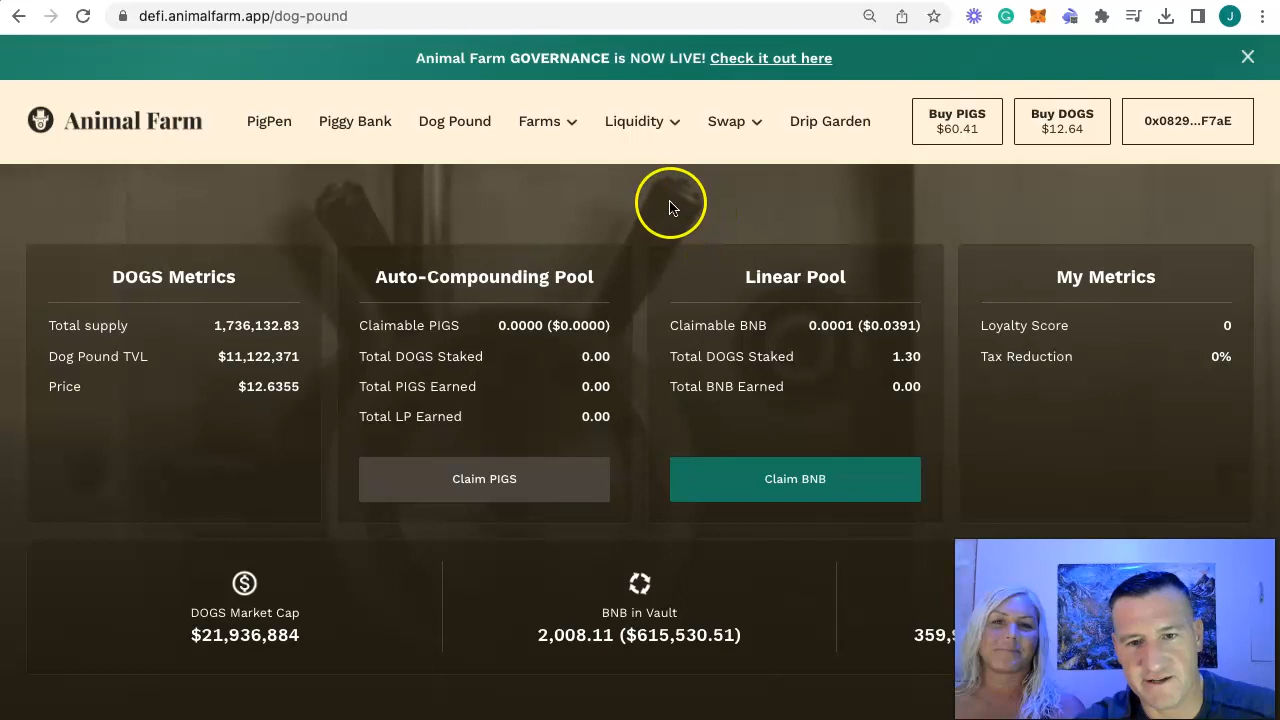 defi.animalfarm.app/dog-pound
J
Animal Farm GOVERNANCE is NOW LIVE! Check it out here
Animal Farm
PigPen
Piggy Bank
Dog Pound
Farms
Liquidity
Swap
Drip Garden
Buy PIGS
$60.41
Buy DOGS
$12.64
0x0829...F7aE
DOGS Metrics
Total supply 1,736,132.83
Dog Pound TVL $11,122,371
Price $12.6355
Auto-Compounding Pool
Claimable PIGS 0.0000 ($0.0000)
Total DOGS Staked 0.00
Total PIGS Earned 0.00
Total LP Earned 0.00
Claim PIGS
Linear Pool
Claimable BNB 0.0001 ($0.0391)
Total DOGS Staked 1.30
Total BNB Earned 0.00
Claim BNB
My Metrics
Loyalty Score 0
Tax Reduction 0%
DOGS Market Cap
$21,936,884
BNB in Vault
2,008.11 ($615,530.51)